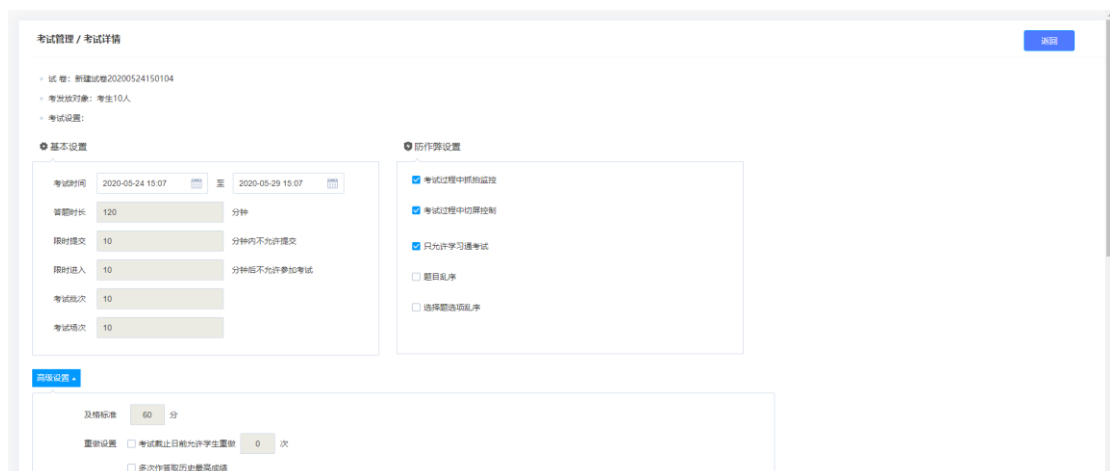 考试管理 / 考试详情
返回
试 卷：新建试卷20200524150104
考发放对象：考生10人
考试设置：
基本设置
考试时间 2020-05-24 15:07 至 2020-05-29 15:07
答题时长 120 分钟
限时提交 10 分钟内不允许提交
限时进入 10 分钟后不允许参加考试
考试批次 10
考试场次 10
防作弊设置
考试过程中抓拍监控
考试过程中切屏控制
只允许学习通考试
题目乱序
选择题选项乱序
高级设置
及格标准 60 分
重做设置 考试截止日前允许学生重做 0 次
多次作答取历史最高成绩